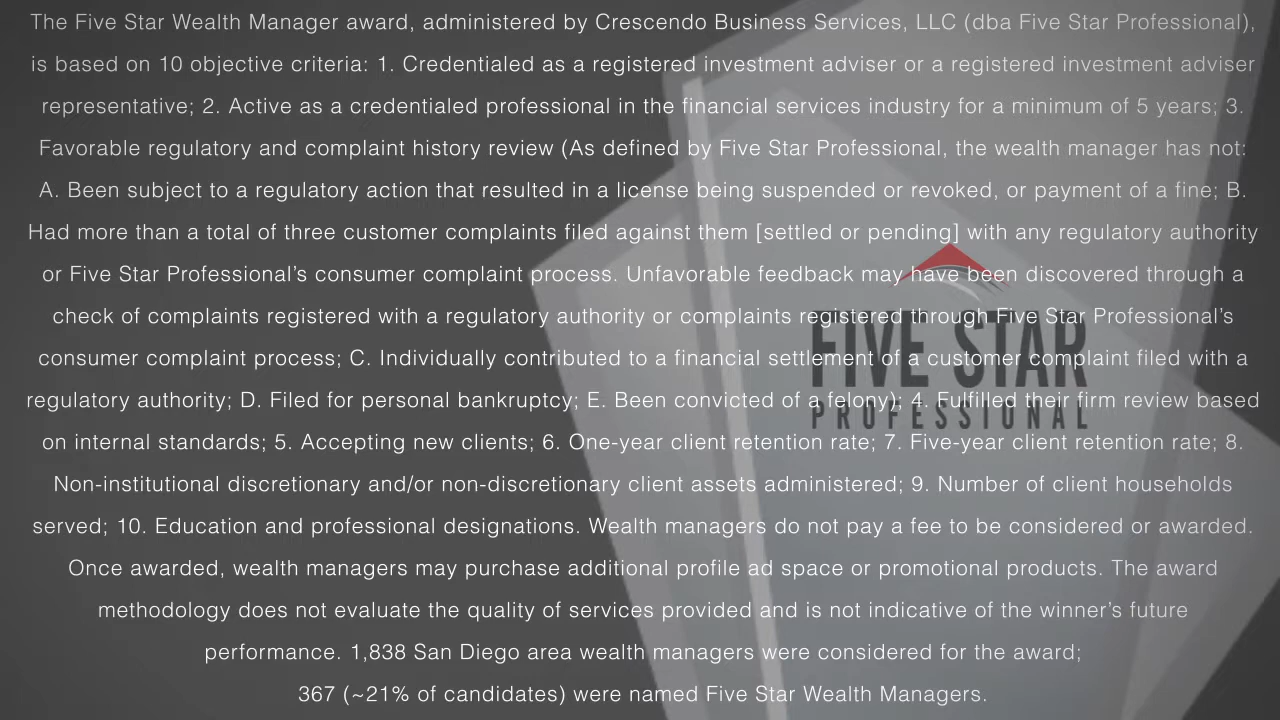 The Five Star Wealth Manager award, administered by Crescendo Business Services, LLC (dba Five Star Professional),
is based on 10 objective criteria: 1. Credentialed as a registered investment adviser or a registered investment adviser
representative; 2. Active as a credentialed professional in the financial services industry for a minimum of 5 years; 3.
Favorable regulatory and complaint history review (As defined by Five Star Professional, the wealth manager has not:
A. Been subject to a regulatory action that resulted in a license being suspended or revoked, or payment of a fine; B.
Had more than a total of three customer complaints filed against them [settled or pending] with any regulatory authority
or Five Star Professional’s consumer complaint process. Unfavorable feedback may have been discovered through a
check of complaints registered with a regulatory authority or complaints registered through Five Star Professional’s
consumer complaint process; C. Individually contributed to a financial settlement of a customer complaint filed with a
regulatory authority; D. Filed for personal bankruptcy; E. Been convicted of a felony); 4. Fulfilled their firm review based
on internal standards; 5. Accepting new clients; 6. One-year client retention rate; 7. Five-year client retention rate; 8.
Non-institutional discretionary and/or non-discretionary client assets administered; 9. Number of client households
served; 10. Education and professional designations. Wealth managers do not pay a fee to be considered or awarded.
Once awarded, wealth managers may purchase additional profile ad space or promotional products. The award
methodology does not evaluate the quality of services provided and is not indicative of the winner’s future
performance. 1,838 San Diego area wealth managers were considered for the award;
367 (~21% of candidates) were named Five Star Wealth Managers.
FIVE STAR
PROFESSIONAL